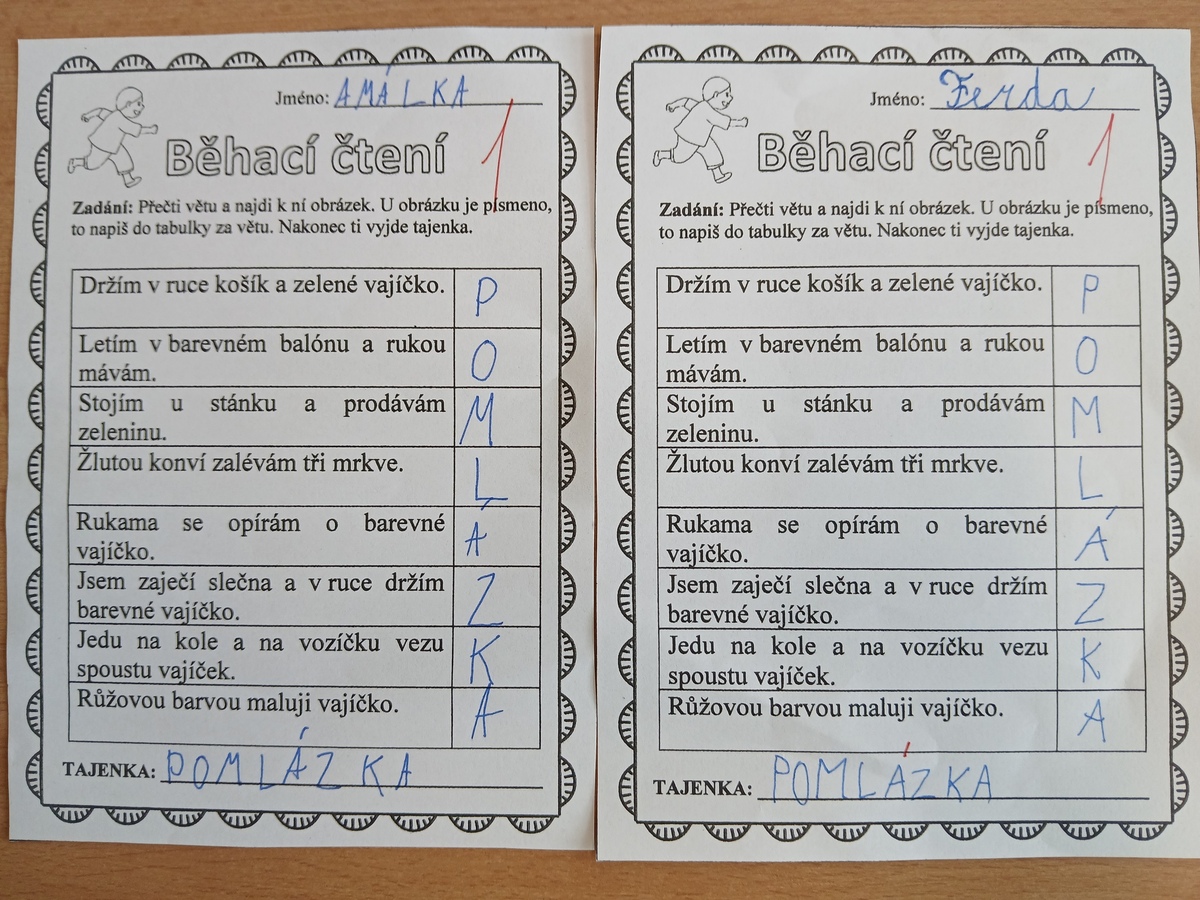 Jméno: AMÁLKA
Běhací čtení
1
Zadání: Přečti větu a najdi k ní obrázek. U obrázku je písmeno,
to napiš do tabulky za větu. Nakonec ti vyjde tajenka.
Držím v ruce košík a zelené vajíčko. P
Letím v barevném balónu a rukou
mávám. O
Stojím u stánku a prodávám
zeleninu. M
Žlutou konví zalévám tři mrkve. L
Rukama se opírám o barevné
vajíčko. Á
Jsem zaječí slečna a v ruce držím
barevné vajíčko. Z
Jedu na kole a na vozíčku vezu
spoustu vajíček. K
Růžovou barvou maluji vajíčko. A
TAJENKA: POMLÁZKA
Jméno: Ferda
Běhací čtení
1
Zadání: Přečti větu a najdi k ní obrázek. U obrázku je písmeno,
to napiš do tabulky za větu. Nakonec ti vyjde tajenka.
Držím v ruce košík a zelené vajíčko. P
Letím v barevném balónu a rukou
mávám. O
Stojím u stánku a prodávám
zeleninu. M
Žlutou konví zalévám tři mrkve. L
Rukama se opírám o barevné
vajíčko. Á
Jsem zaječí slečna a v ruce držím
barevné vajíčko. Z
Jedu na kole a na vozíčku vezu
spoustu vajíček. K
Růžovou barvou maluji vajíčko. A
TAJENKA: POMLÁZKA